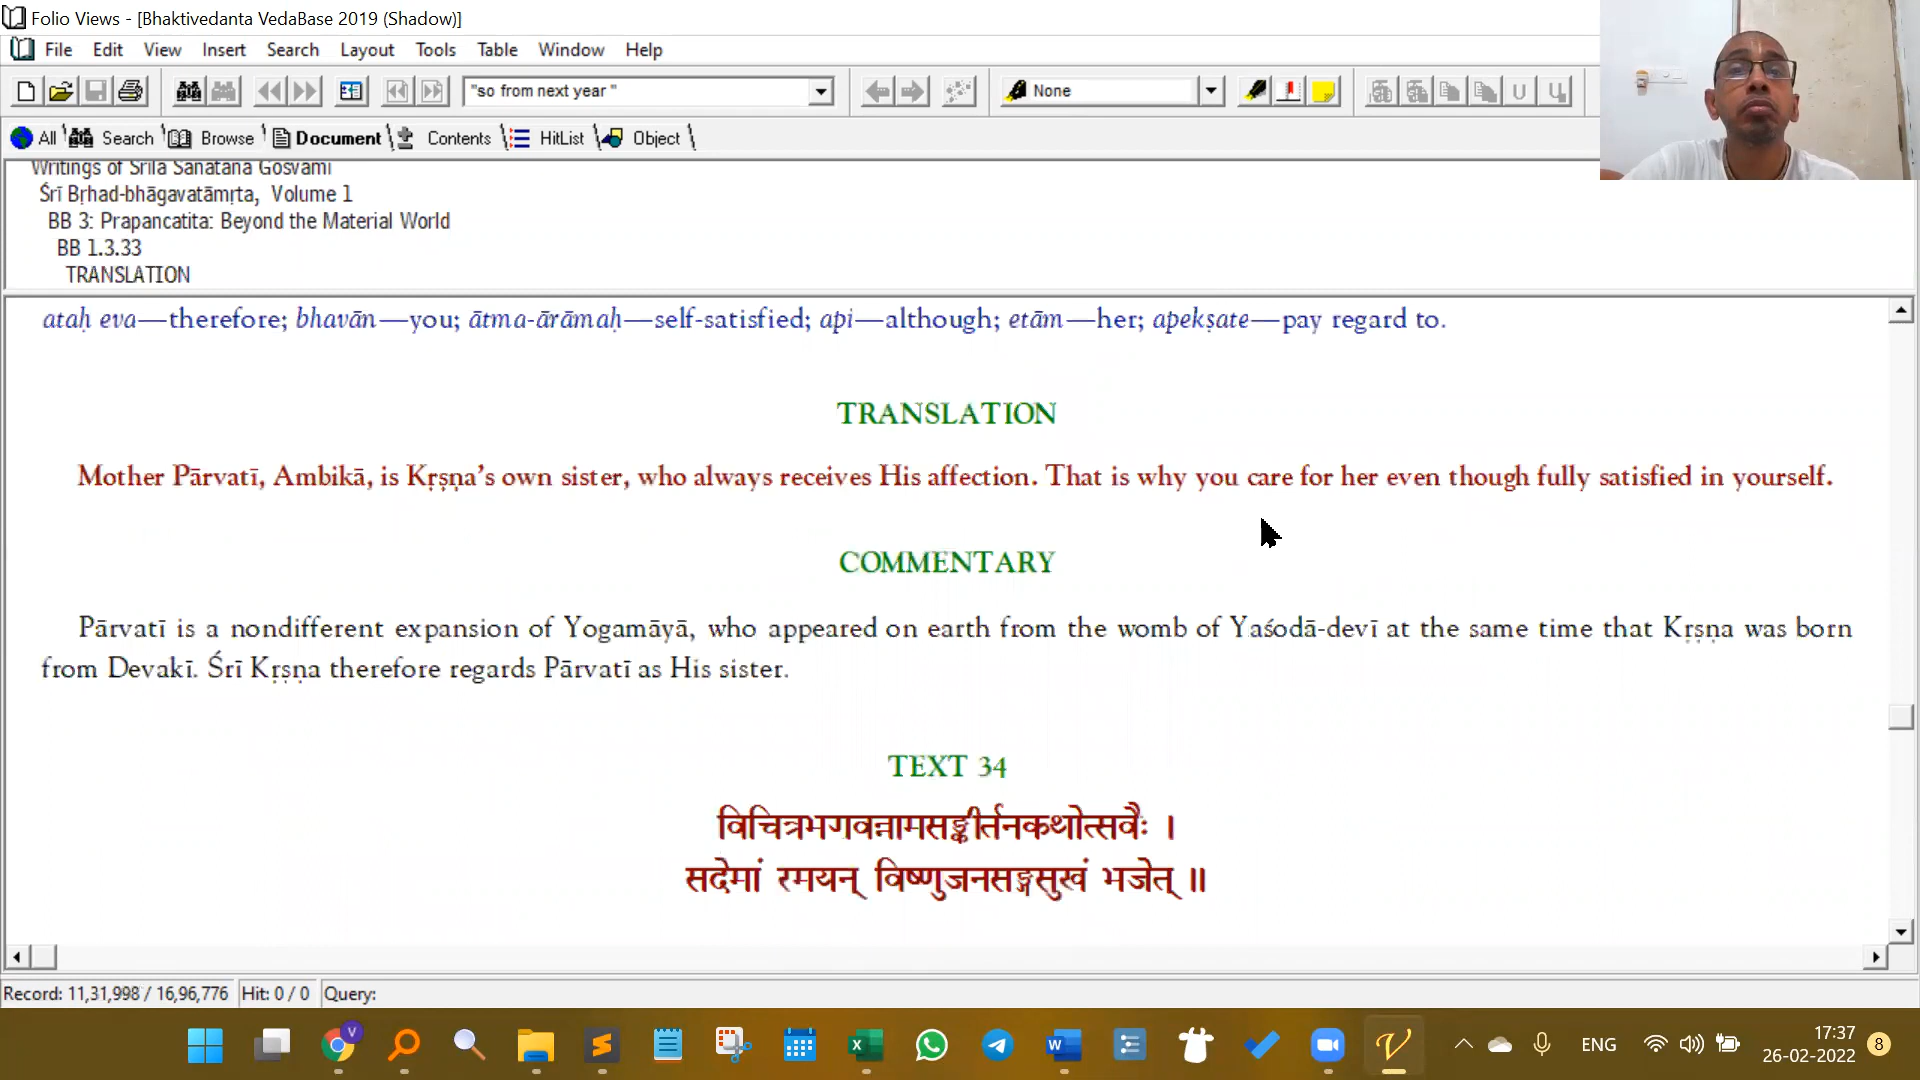 Folio Views - [Bhaktivedanta VedaBase 2019 (Shadow)]
File Edit View Insert Search Layout Tools Table Window Help
"so from next year " None
All Search Browse Document Contents HitList Object
Writings of Srila Sanatana Gosvami
Śrī Bṛhad-bhāgavatāmṛta, Volume 1
BB 3: Prapancatita: Beyond the Material World
BB 1.3.33
TRANSLATION
ataḥ eva—therefore; bhavān—you; ātma-ārāmaḥ—self-satisfied; api—although; etām—her; apekṣate—pay regard to.
TRANSLATION
Mother Pārvatī, Ambikā, is Kṛṣṇa's own sister, who always receives His affection. That is why you care for her even though fully satisfied in yourself.
COMMENTARY
Pārvatī is a nondifferent expansion of Yogamāyā, who appeared on earth from the womb of Yaśodā-devī at the same time that Kṛṣṇa was born
from Devakī. Śrī Kṛṣṇa therefore regards Pārvatī as His sister.
TEXT 34
विचित्रभगवन्नामसङ्कीर्तनकथोत्सवैः ।
सदेमां रमयन् विष्णुजनसङ्गसुखं भजेत् ॥
Record: 11,31,998 / 16,96,776 Hit: 0 / 0 Query:
V
ENG
17:37
26-02-2022
8